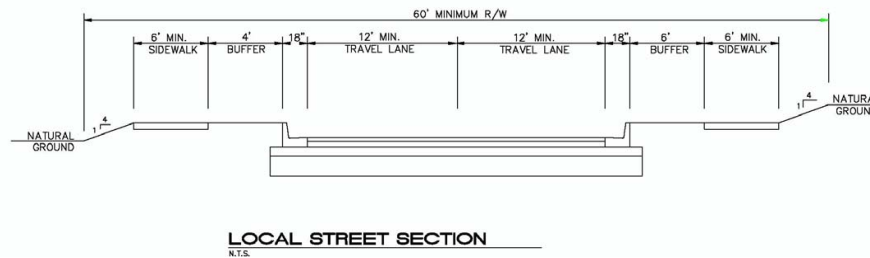 60' MINIMUM R/W
6' MIN. 4' 18" 12' MIN. 12' MIN. 18" 6' 6' MIN.
SIDEWALK BUFFER TRAVEL LANE TRAVEL LANE BUFFER SIDEWALK
4
1
4
1
NATURAL
GROUND
NATURA
GROUN
LOCAL STREET SECTION
N.T.S.